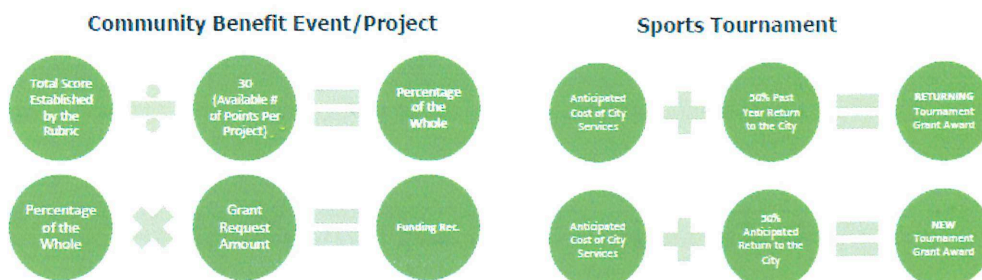 Community Benefit Event/Project
Total Score
Established
by the
Rubric
÷
30
(Available #
of Points Per
Project)
=
Percentage
of the
Whole
Percentage
of the
Whole
×
Grant
Request
Amount
=
Funding Rec.
Sports Tournament
Anticipated
Cost of City
Services
+
50% Past
Year Return
to the City
=
RETURNING
Tournament
Grant Award
Anticipated
Cost of City
Services
+
50%
Anticipated
Return to the
City
=
NEW
Tournament
Grant Award